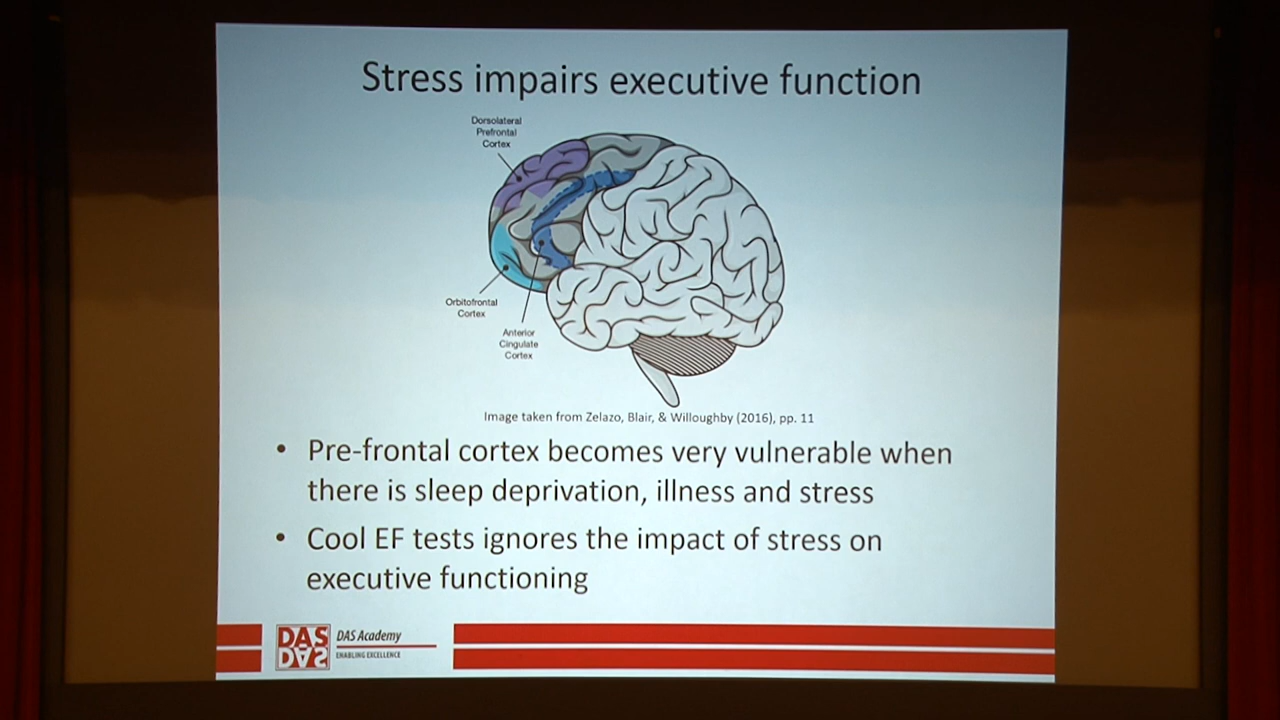 Stress impairs executive function
Dorsolateral
Prefrontal
Cortex
Orbitofrontal
Cortex
Anterior
Cingulate
Cortex
Image taken from Zelazo, Blair, & Willoughby (2016), pp. 11
• Pre-frontal cortex becomes very vulnerable when
there is sleep deprivation, illness and stress
• Cool EF tests ignores the impact of stress on
executive functioning
DAS
DAS
DAS Academy
ENABLING EXCELLENCE